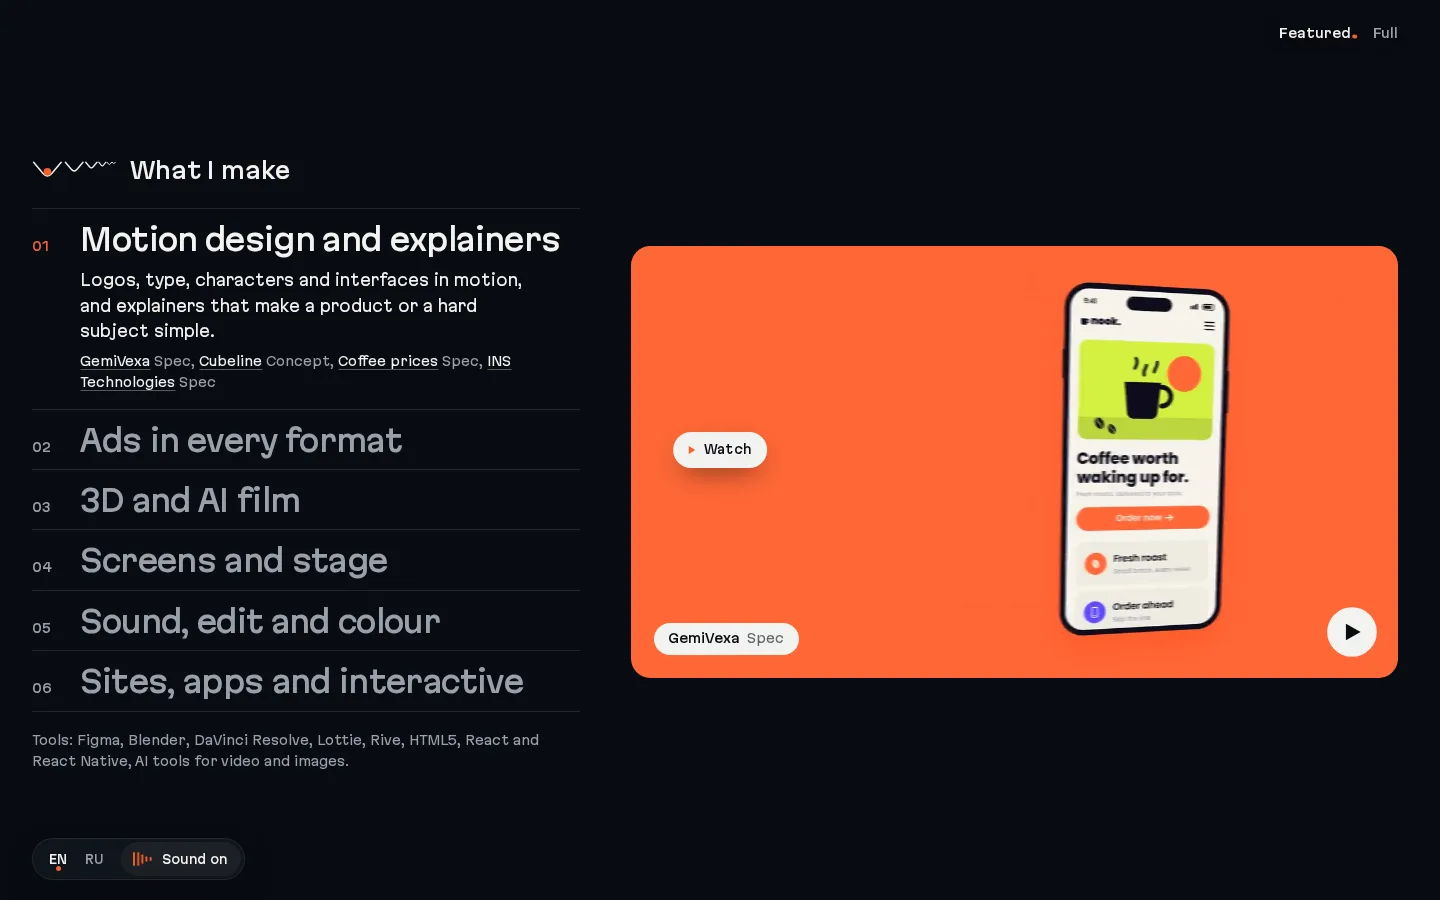 Featured. Full
What I make
01 Motion design and explainers
Logos, type, characters and interfaces in motion,
and explainers that make a product or a hard
subject simple.
GemiVexa Spec, Cubeline Concept, Coffee prices Spec, INS
Technologies Spec
02 Ads in every format
03 3D and AI film
04 Screens and stage
05 Sound, edit and colour
06 Sites, apps and interactive
Tools: Figma, Blender, DaVinci Resolve, Lottie, Rive, HTML5, React and
React Native, AI tools for video and images.
EN RU Sound on
Watch
GemiVexa Spec
9:41
nook.
Coffee worth
waking up for.
Order now →
Fresh roast
Order ahead
Skip the line